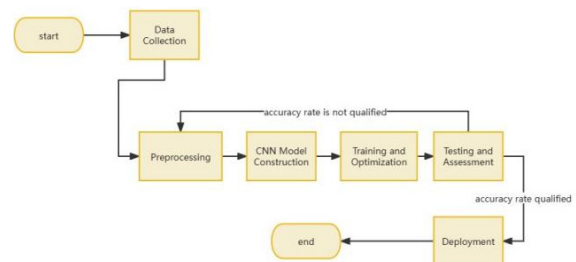 start
Data
Collection
accuracy rate is not qualified
Preprocessing
CNN Model
Construction
Training and
Optimization
Testing and
Assessment
accuracy rate qualified
end
Deployment